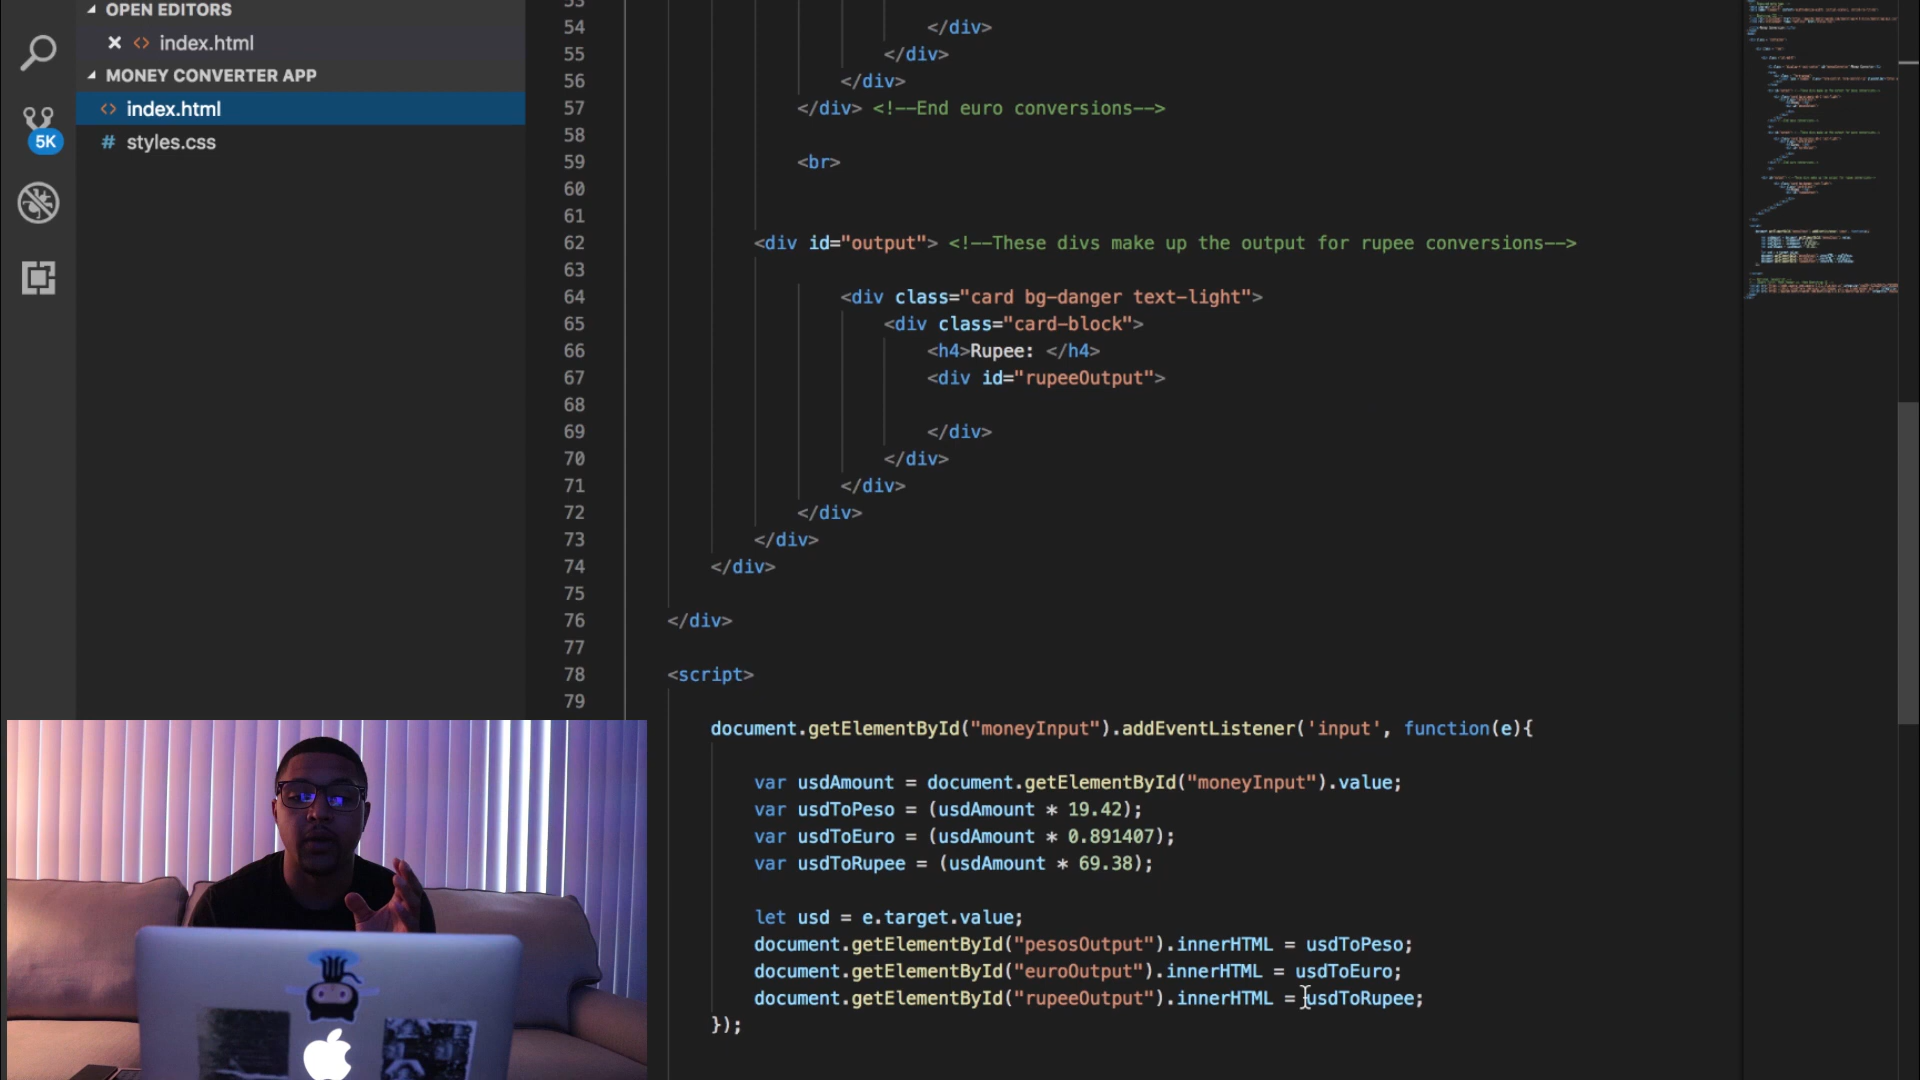 OPEN EDITORS
index.html
MONEY CONVERTER APP
index.html
# styles.css
5K
54 </div>
55 </div>
56 </div>
57 </div> <!--End euro conversions-->
58
59 <br>
60
61
62 <div id="output"> <!--These divs make up the output for rupee conversions-->
63
64 <div class="card bg-danger text-light">
65 <div class="card-block">
66 <h4>Rupee: </h4>
67 <div id="rupeeOutput">
68
69 </div>
70 </div>
71 </div>
72 </div>
73 </div>
74 </div>
75
76 </div>
77
78 <script>
79
document.getElementById("moneyInput").addEventListener('input', function(e){
var usdAmount = document.getElementById("moneyInput").value;
var usdToPeso = (usdAmount * 19.42);
var usdToEuro = (usdAmount * 0.891407);
var usdToRupee = (usdAmount * 69.38);
let usd = e.target.value;
document.getElementById("pesosOutput").innerHTML = usdToPeso;
document.getElementById("euroOutput").innerHTML = usdToEuro;
document.getElementById("rupeeOutput").innerHTML = usdToRupee;
});